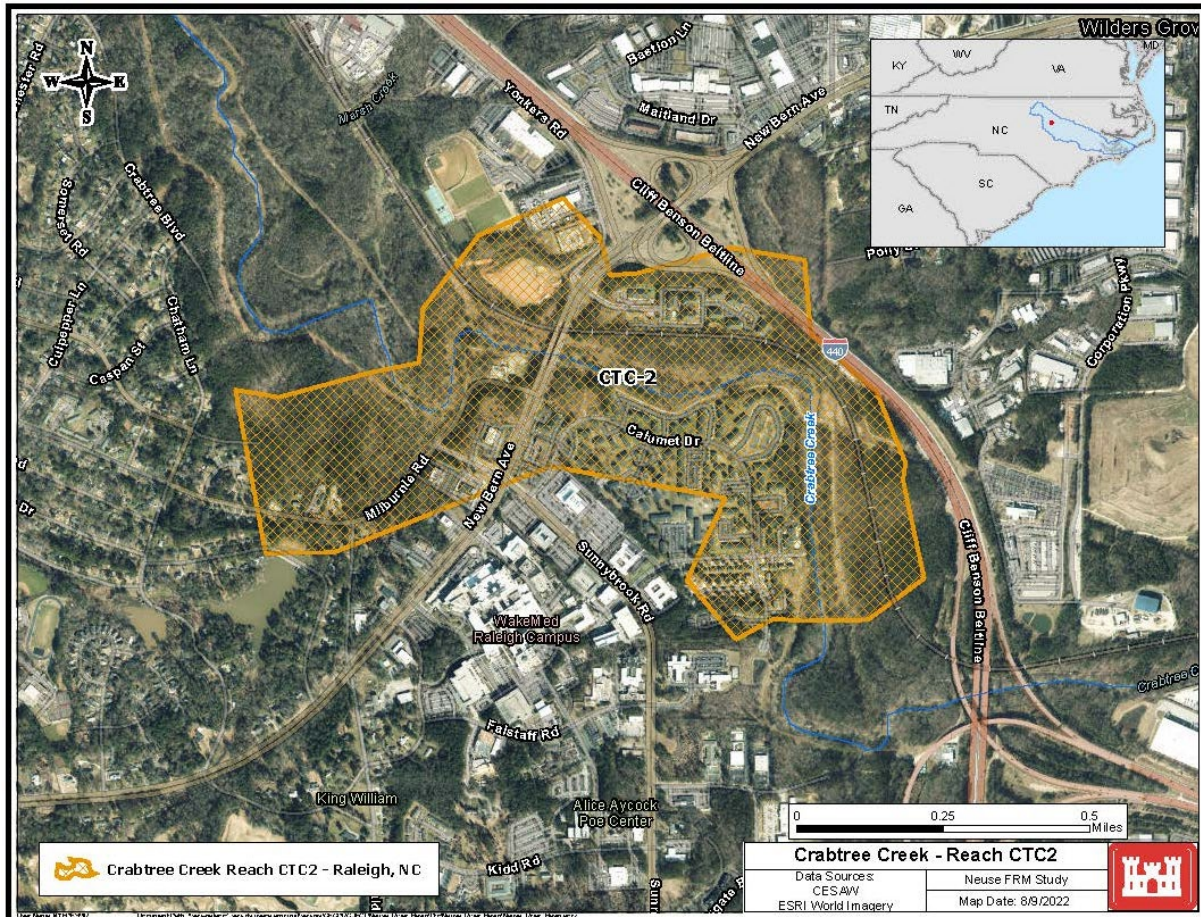 Wilders Grov
N
W E
S
Bastion Ln
Yonkers Rd
Maitland Dr
New Bern Ave
Marsh Creek
Crabtree Blvd
Somerset Rd
Culpepper Ln
Caspan St
Chatham Ln
Dr
KY
WV
VA
MD
TN
NC
SC
GA
Cliff Benson Beltline
Corporation Pkwy
440
CTC-2
Calumet Dr
Crabtree Creek
Milburnie Rd
New Bern Ave
Sunnybrook Rd
Cliff Benson Beltline
WakeMed
Raleigh Campus
Crabtree C
Falstaff Rd
King William
Alice Aycock
Poe Center
Kidd Rd
Sunn
0 0.25 0.5
Miles
Crabtree Creek Reach CTC2 - Raleigh, NC
Crabtree Creek - Reach CTC2
Data Sources:
CESAW
ESRI World Imagery
Neuse FRM Study
Map Date: 8/9/2022